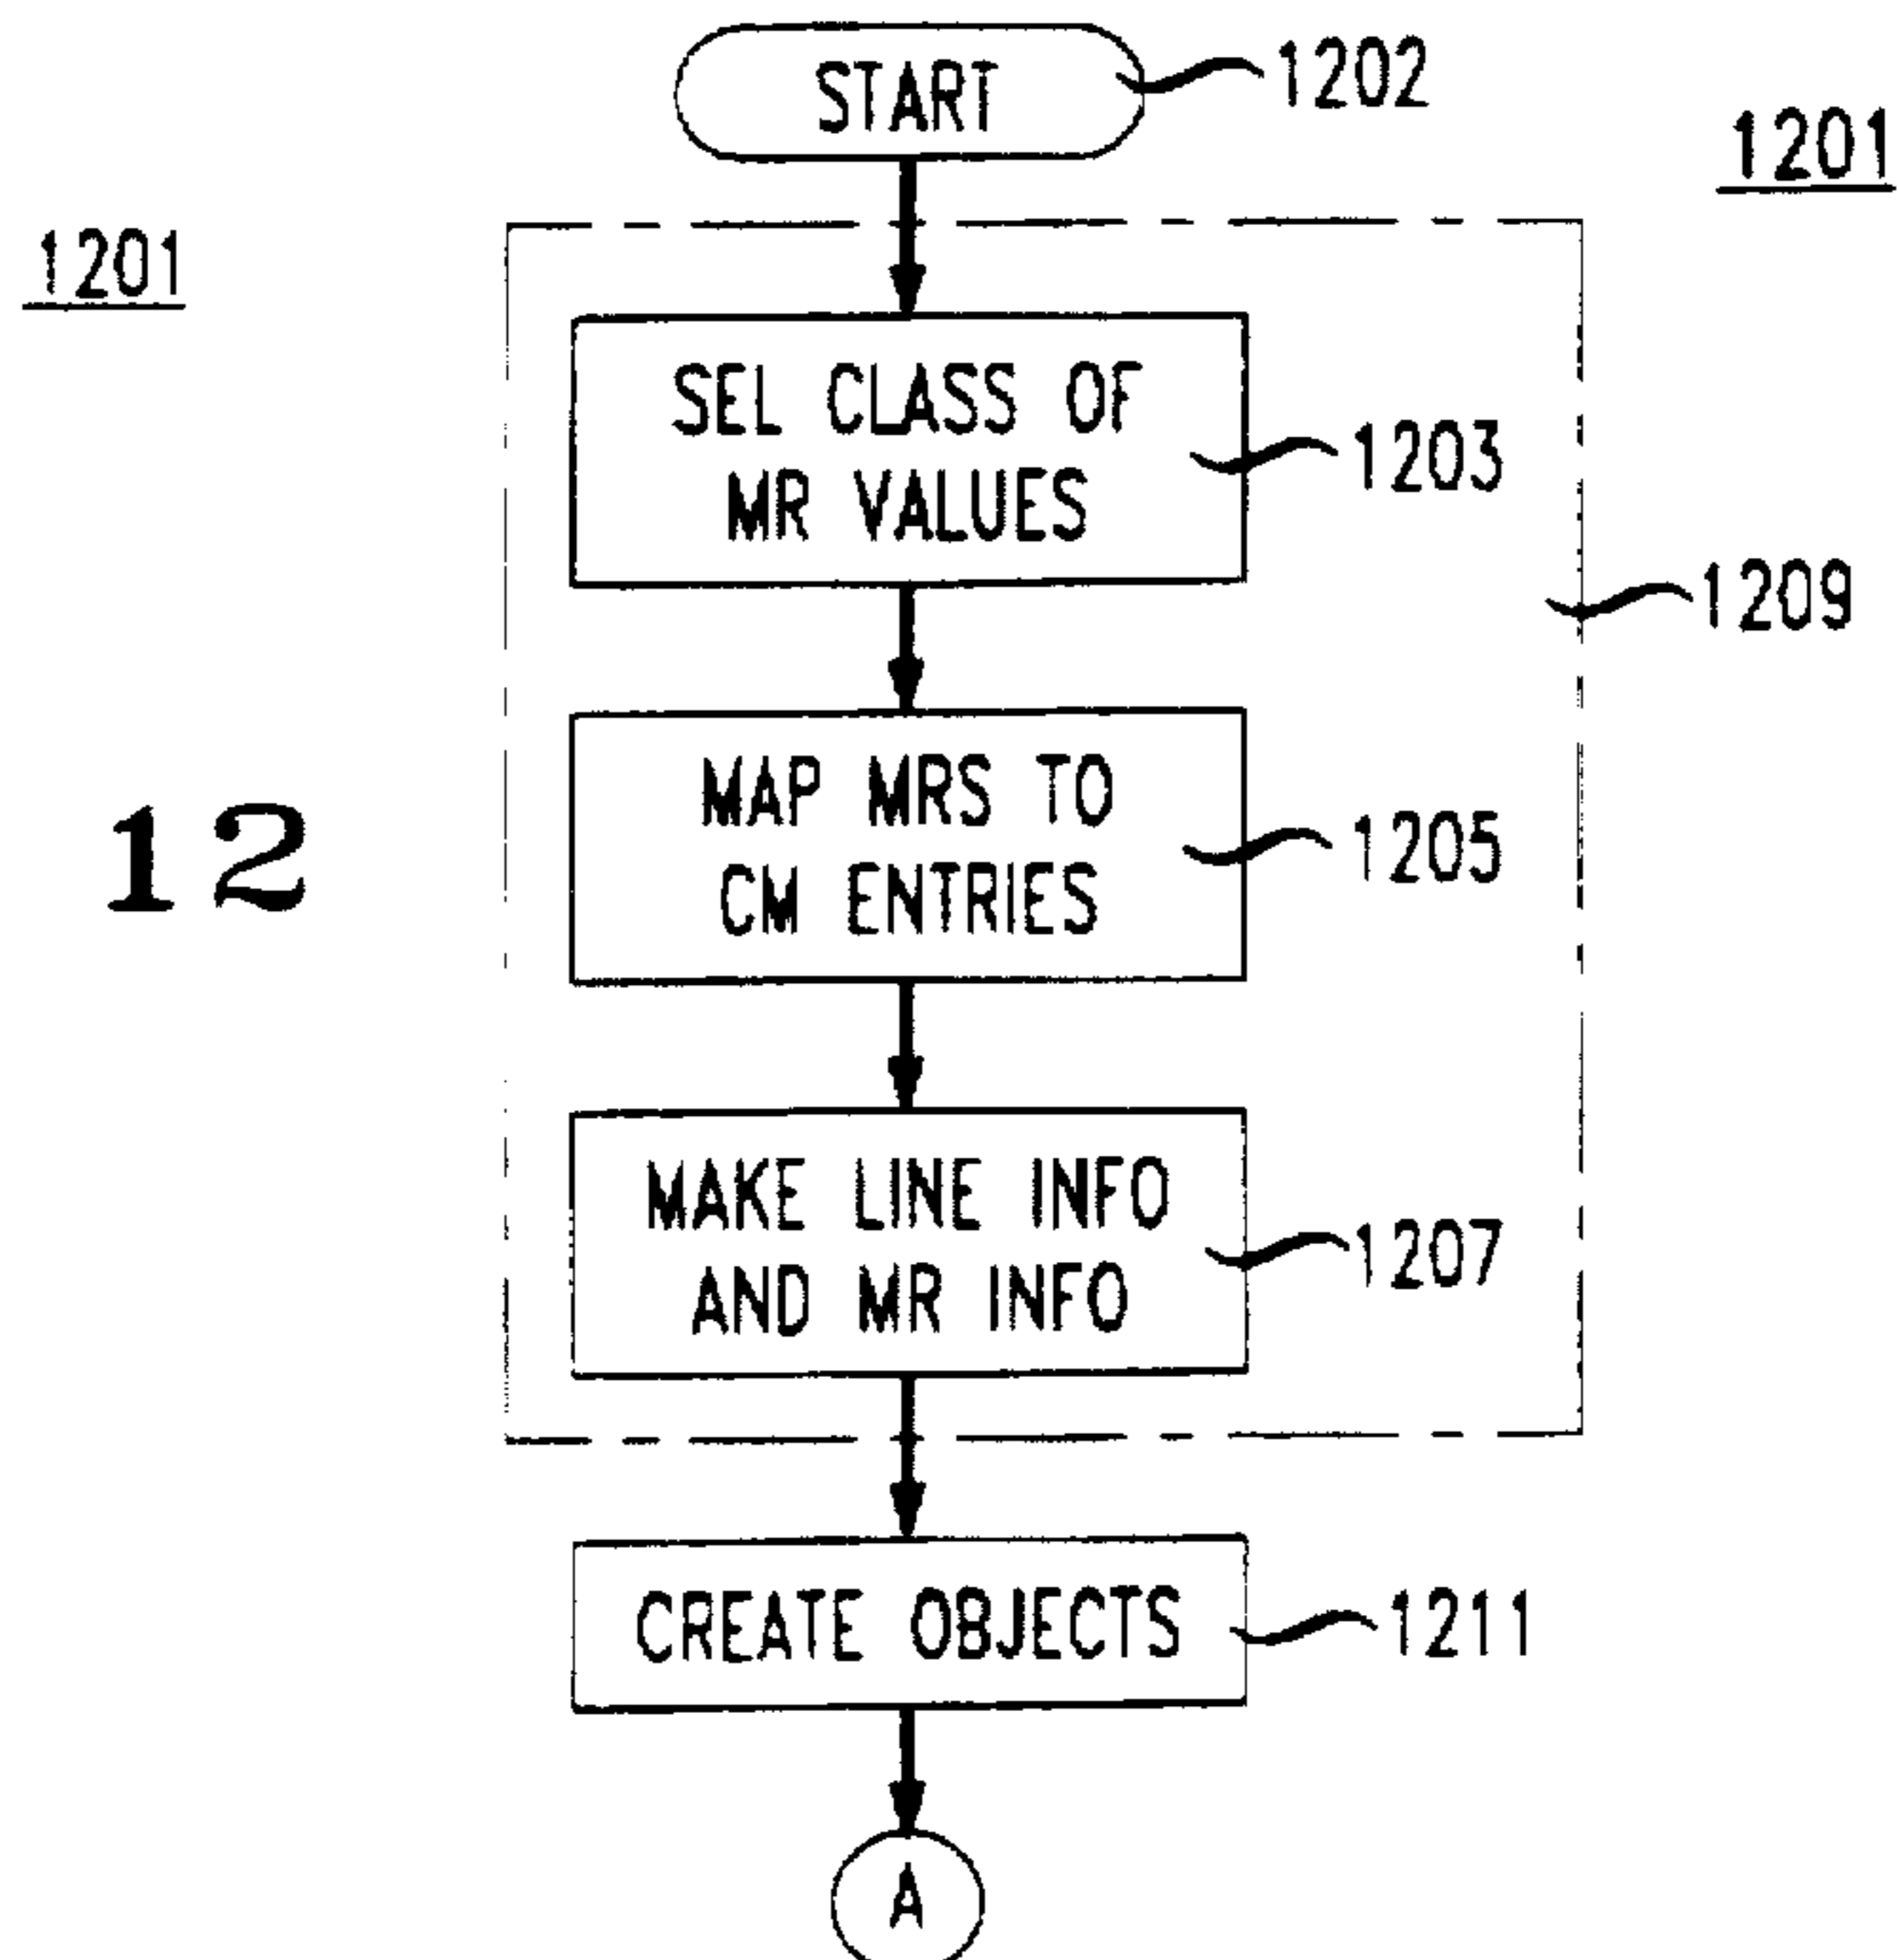 START
1202
1201
1201
SEL CLASS OF
MR VALUES
1203
1209
MAP MRS TO
CM ENTRIES
1205
12
MAKE LINE INFO
AND MR INFO
1207
CREATE OBJECTS
1211
A